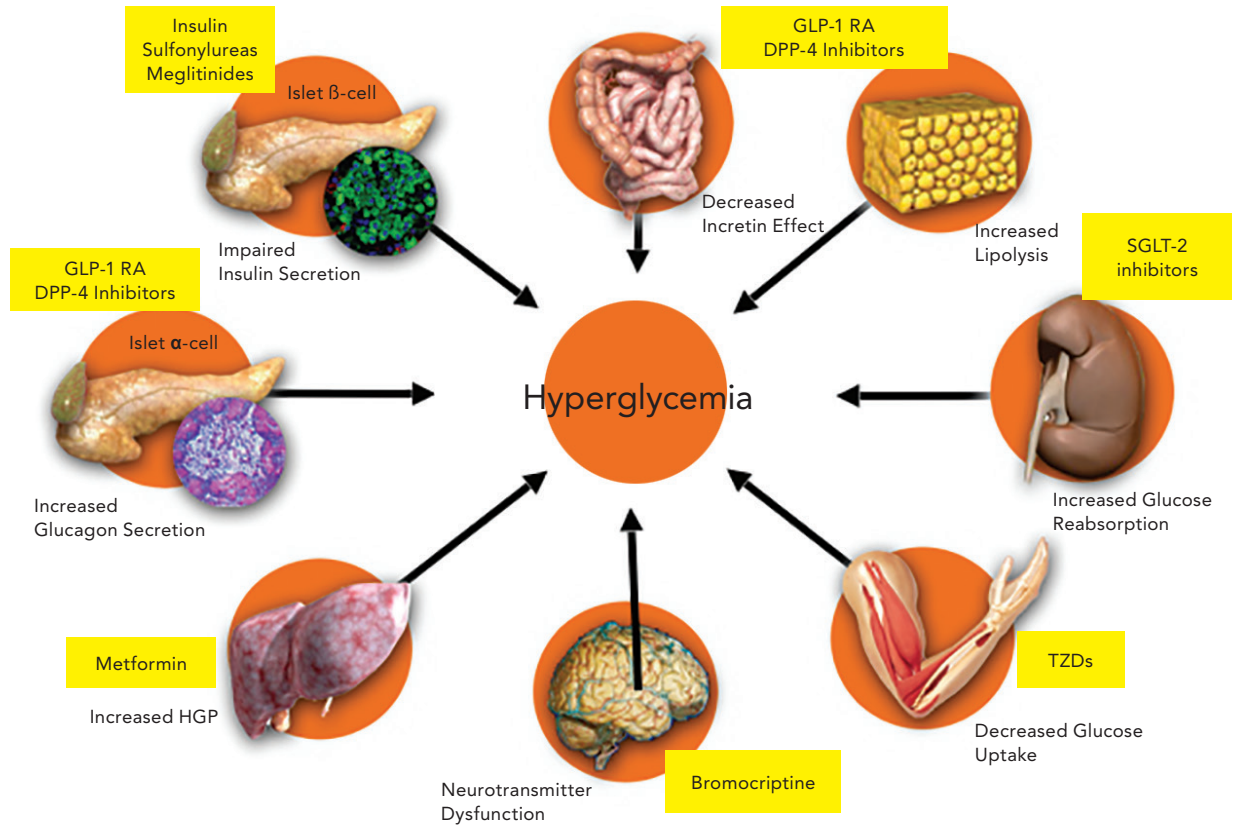 Insulin
Sulfonylureas
Meglitinides
Islet ß-cell
Impaired
Insulin Secretion
GLP-1 RA
DPP-4 Inhibitors
Decreased
Incretin Effect
Increased
Lipolysis
SGLT-2
inhibitors
Increased Glucose
Reabsorption
GLP-1 RA
DPP-4 Inhibitors
Islet α-cell
Increased
Glucagon Secretion
Hyperglycemia
Metformin
Increased HGP
Neurotransmitter
Dysfunction
Bromocriptine
TZDs
Decreased Glucose
Uptake